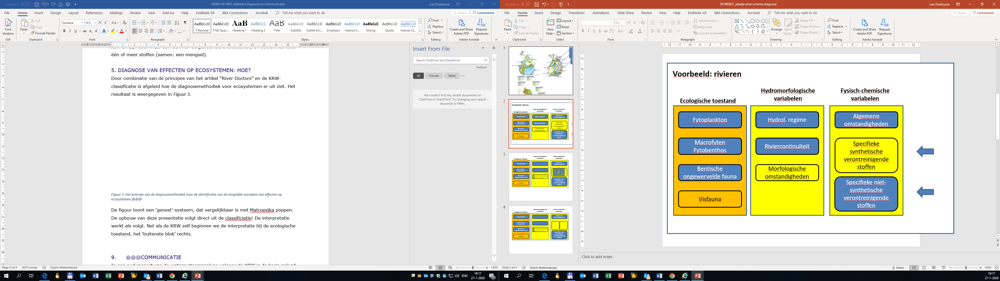 AutoSave Off
20200124+WP2_Deltafact Diagnose en Communicatie
Leo Posthuma
File Home Insert Design Layout References Mailings Review View Add-ins Help EndNote X9 IBM Connections Acrobat Tell me what you want to do
Share Comments
Font Verdana
SAP
Paste
Cut
Copy
Format Painter
Clipboard
Verdana 10,5
Font
Paragraph
AaBbCcD ¶ Normal
AaBbCcD ¶ No Spac...
AaB Heading 1
AaBbCcC Heading 2
AaB Title
AaBbCcD Subtitle
AaBbCcD Subtle Em...
AaBbCcD Emphasis
AaBbCcD Intense E...
AaBbCcD Strong
AaBbCcD Quote
AaBbCcD Intense Q...
Styles
Find
Replace
Select
Editing
Create and Share Adobe PDF
Request Signatures
Adobe Acrobat
één of meer stoffen (samen: een mengsel).
5. DIAGNOSE VAN EFFECTEN OP ECOSYSTEMEN: HOE?
Door combinatie van de principes van het artikel “River Doctors” en de KRW-
classificatie is afgeleid hoe de diagnosemethodiek voor ecosystemen er uit ziet. Het
resultaat is weergegeven in Figuur 3.
Figuur 3. Het principe van de diagnosemethodiek voor de identificatie van de mogelijke oorzaken van effecten op
ecosystemen.@@@
De figuur toont een ‘genest’-systeem, dat vergelijkbaar is met Matroesjka poppen.
De opbouw van deze presentatie volgt direct uit de classificiatie! De interpretatie
werkt als volgt. Net als de KRW zelf beginnen we de interpretatie bij de ecologische
toestand, het ‘buitenste blok’ rechts.
9. @@@COMMUNICATIE
Insert From File
Search OneDrive and SharePoint
Feedback
All Pictures Tables
We couldn't find any recent documents on
OneDrive or SharePoint. Try changing your search
keywords or filters.
Page 6 of 9 2675 words Dutch (Netherlands)
120%
ENG
16:17
27-1-2020
20
AutoSave Off
201903021_plaatje eind-schema diagnose
Leo Posthuma
File Home Insert Design Transitions Animations Slide Show Review View Help EndNote X9 IBM Connections Acrobat Tell me what you want to do
Share Comments
Paste
Cut
Copy
Format Painter
Clipboard
New Slide
Layout
Reset
Section
Slides
18+
Font
Text Direction
Align Text
Convert to SmartArt
Paragraph
Arrange
Quick Styles
Shape Fill
Shape Outline
Shape Effects
Drawing
Find
Replace
Select
Editing
Create and Share Adobe PDF
Request Signatures
Adobe Acrobat
1
2
3
4
Voorbeeld: rivieren
Ecologische toestand
Fytoplankton
Macrofyten
Fytobenthos
Bentische
ongewervelde fauna
Visfauna
Hydromorfologische
variabelen
Hydrol. regime
Riviercontinuïteit
Morfologische
omstandigheden
Fysisch-chemische
variabelen
Algemene
omstandigheden
Specifieke
synthetische
verontreinigende
stoffen
Specifieke niet-
synthetische
verontreinigende
stoffen
Click to add notes
Slide 2 of 4 Dutch (Netherlands)
Notes
104%
16:17
27-1-2020